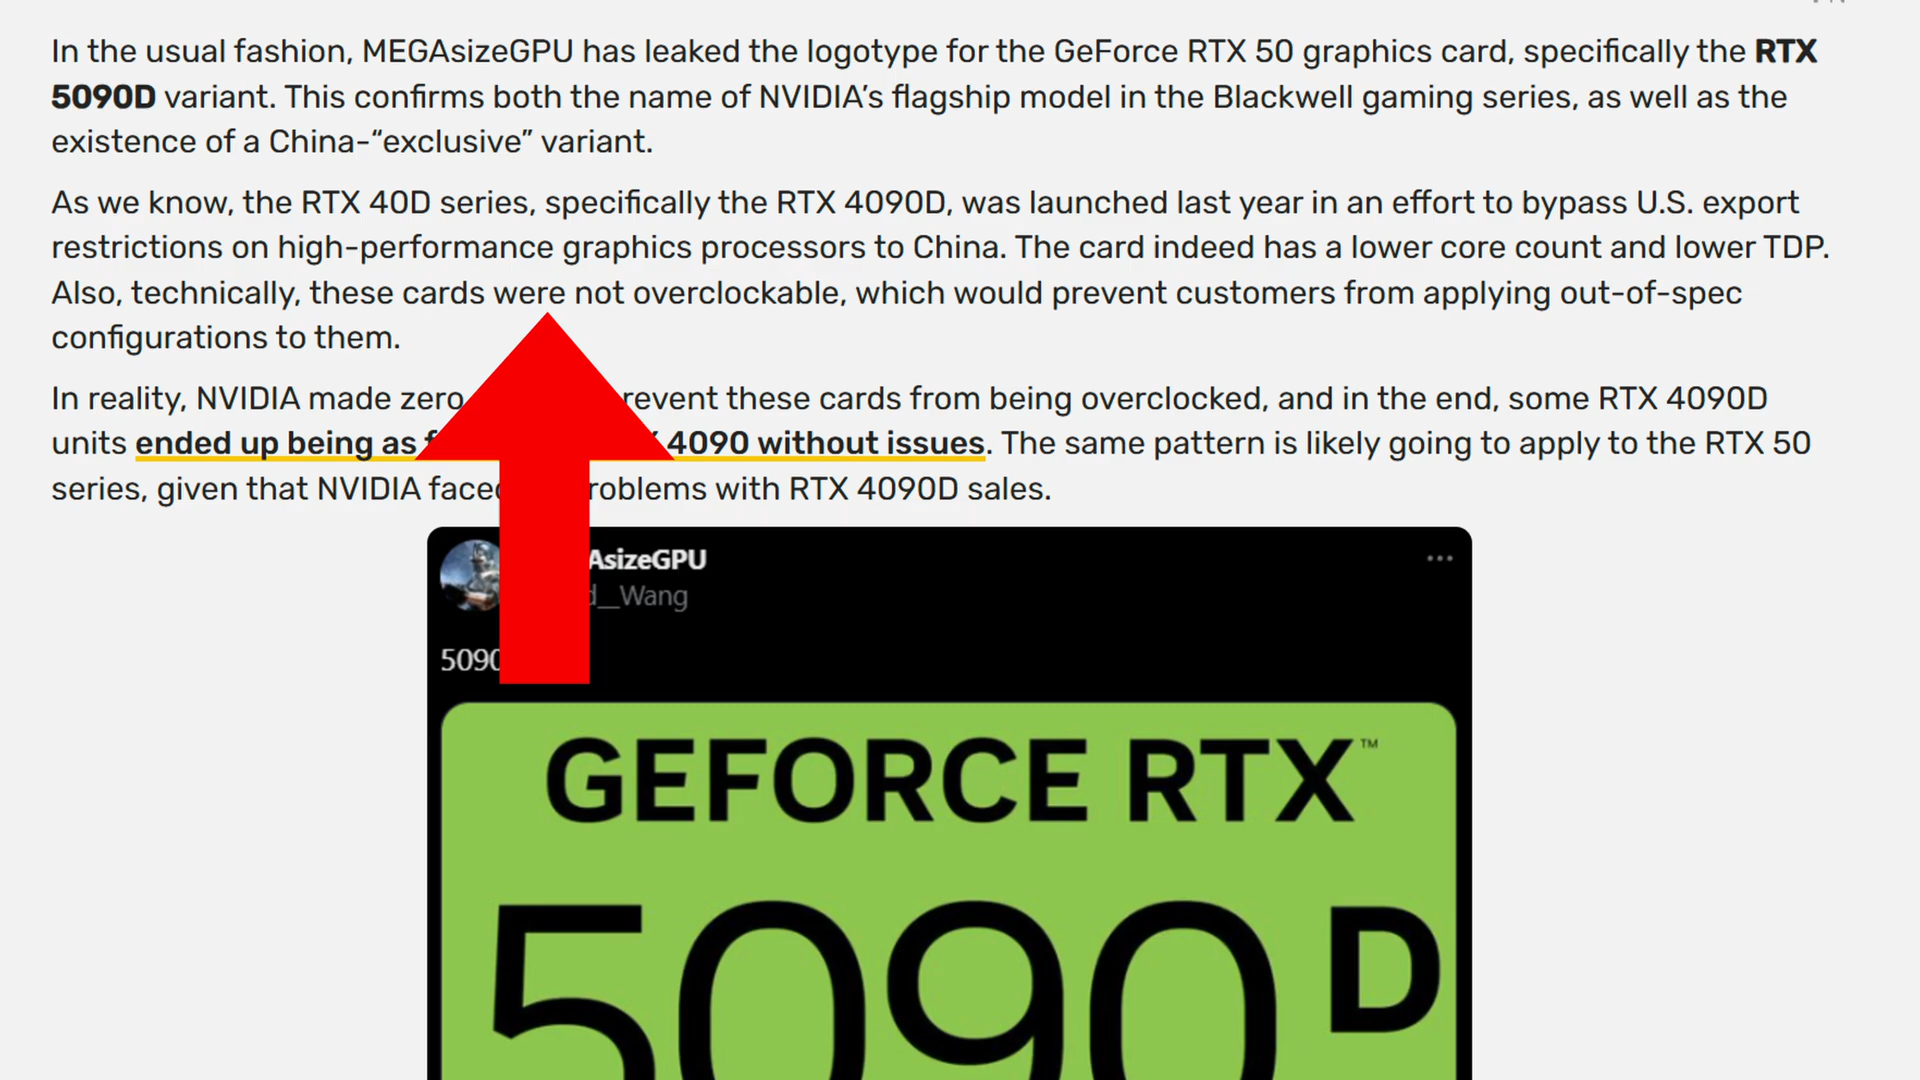 In the usual fashion, MEGAsizeGPU has leaked the logotype for the GeForce RTX 50 graphics card, specifically the RTX
5090D variant. This confirms both the name of NVIDIA’s flagship model in the Blackwell gaming series, as well as the
existence of a China-“exclusive” variant.
As we know, the RTX 40D series, specifically the RTX 4090D, was launched last year in an effort to bypass U.S. export
restrictions on high-performance graphics processors to China. The card indeed has a lower core count and lower TDP.
Also, technically, these cards were not overclockable, which would prevent customers from applying out-of-spec
configurations to them.
In reality, NVIDIA made zero revent these cards from being overclocked, and in the end, some RTX 4090D
units ended up being as 4090 without issues. The same pattern is likely going to apply to the RTX 50
series, given that NVIDIA faced roblems with RTX 4090D sales.
AsizeGPU
d__Wang
5090
GEFORCE RTX™
5090 D